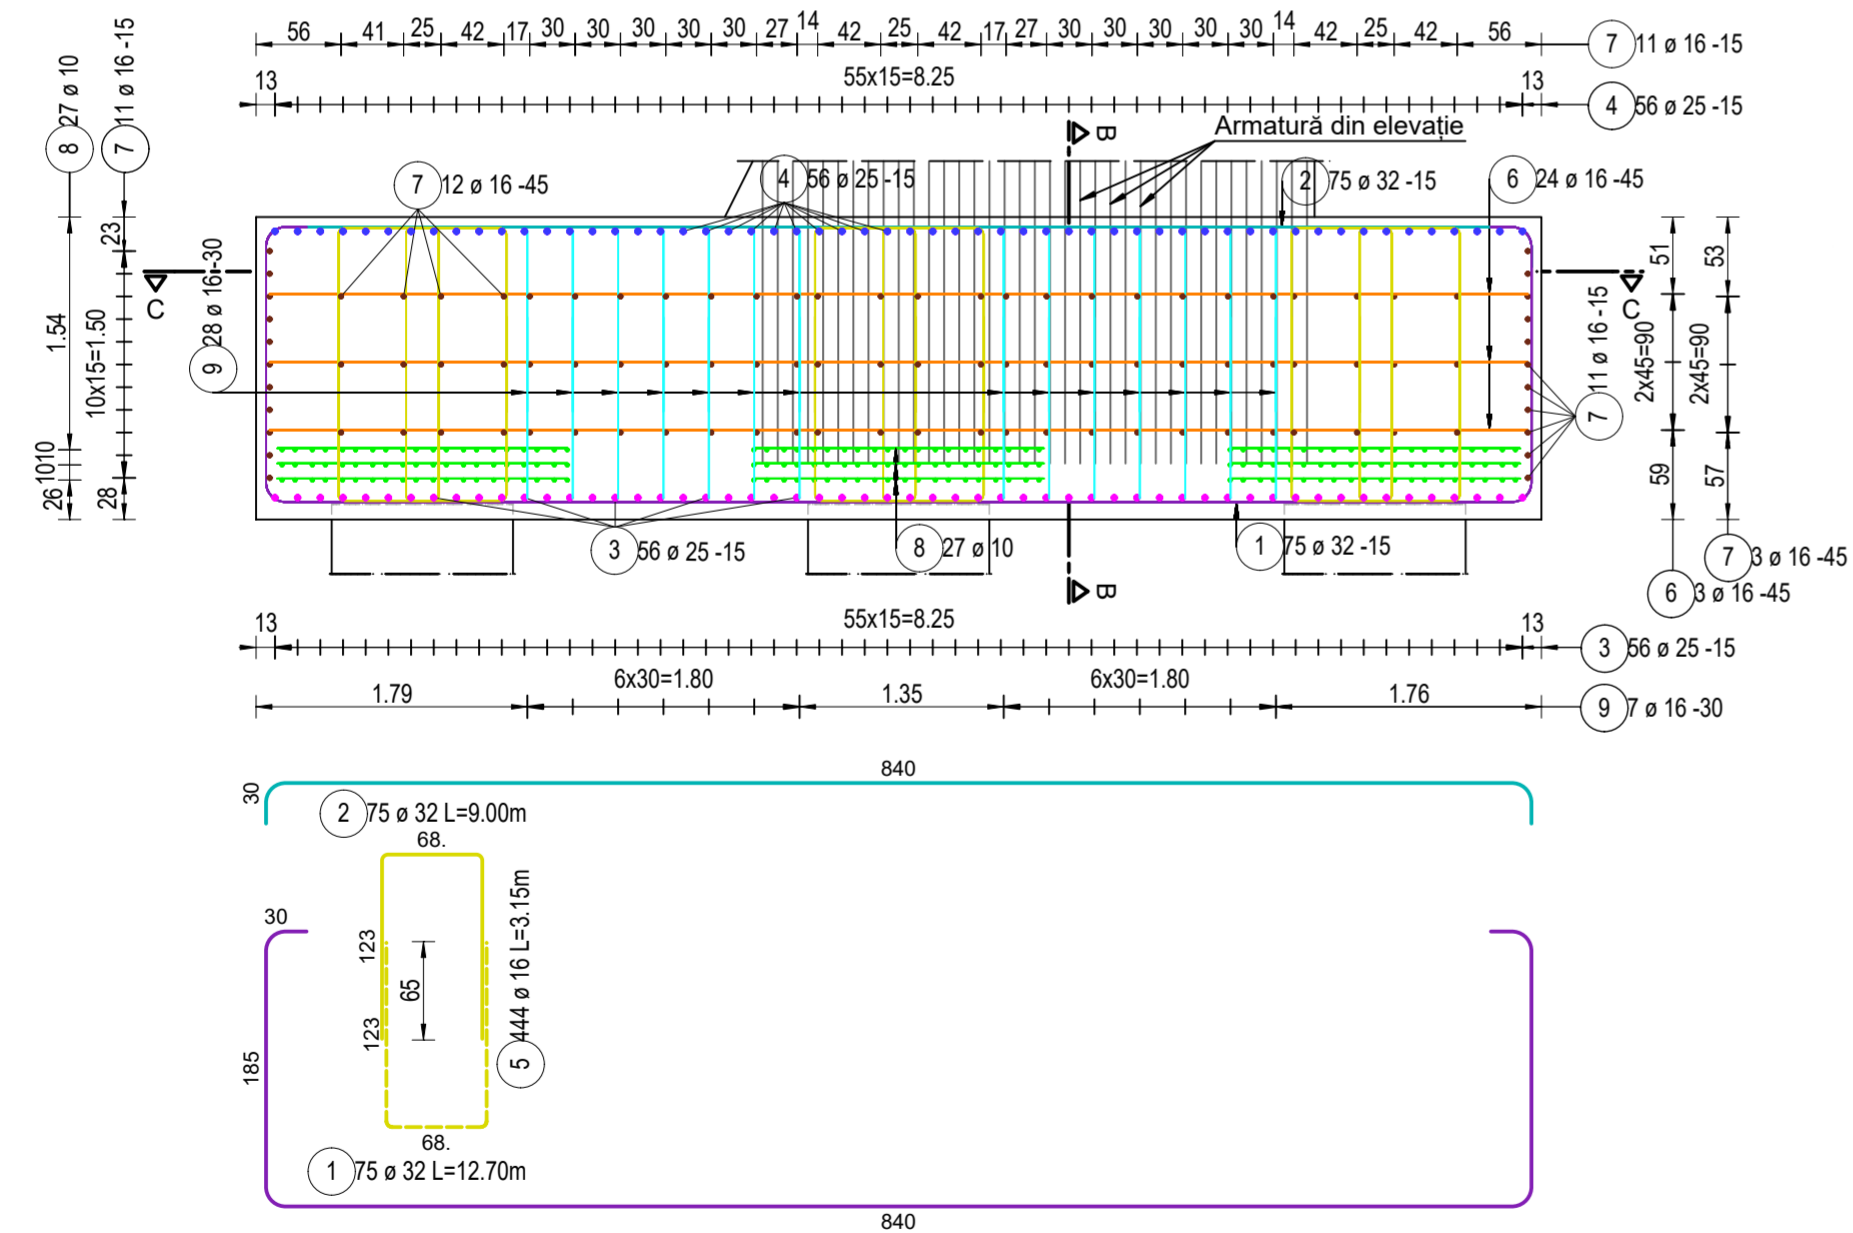 56 41 25 42 17 30 30 30 30 30 27 14 42 25 42 17 27 30 30 30 30 30 14 42 25 42 56
7 11 ø 16 -15
13 55x15=8.25 13
4 56 ø 25 -15
8 27 ø 10
7 11 ø 16 -15
B
Armatură din elevație
7 12 ø 16 -45
4 56 ø 25 -15
2 75 ø 32 -15
6 24 ø 16 -45
23
1.54
10x15=1.50
1010
26
28
C
9 28 ø 16 -30
C
7 11 ø 16 -15
51
2x45=90
59
53
2x45=90
57
3 56 ø 25 -15
8 27 ø 10
1 75 ø 32 -15
7 3 ø 16 -45
6 3 ø 16 -45
B
13 55x15=8.25 13
3 56 ø 25 -15
1.79 6x30=1.80 1.35 6x30=1.80 1.76
9 7 ø 16 -30
840
30
2 75 ø 32 L=9.00m
68.
123
65
123
5 444 ø 16 L=3.15m
68.
30
185
1 75 ø 32 L=12.70m
840